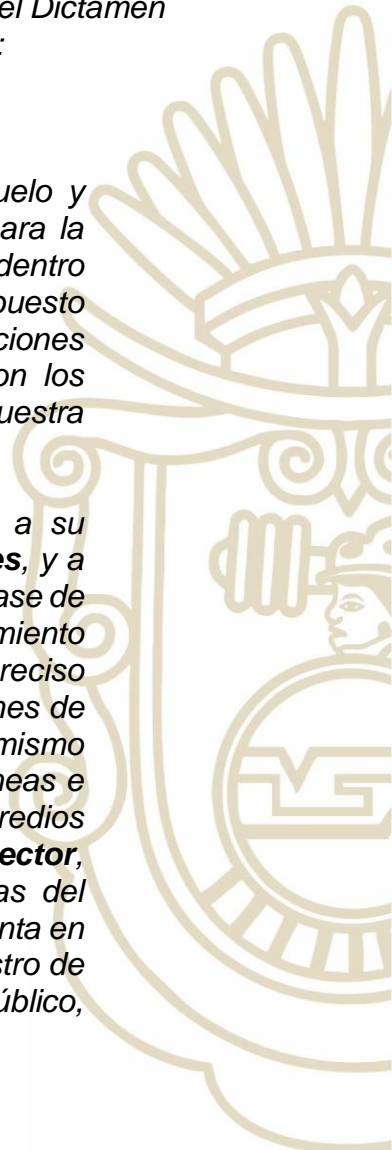 el Dictamen
:
uelo y
ara la
dentro
puesto
ciones
on los
uestra
a su
es, y a
ase de
miento
reciso
nes de
mismo
neas e
redios
ector,
as del
nta en
stro de
úblico,